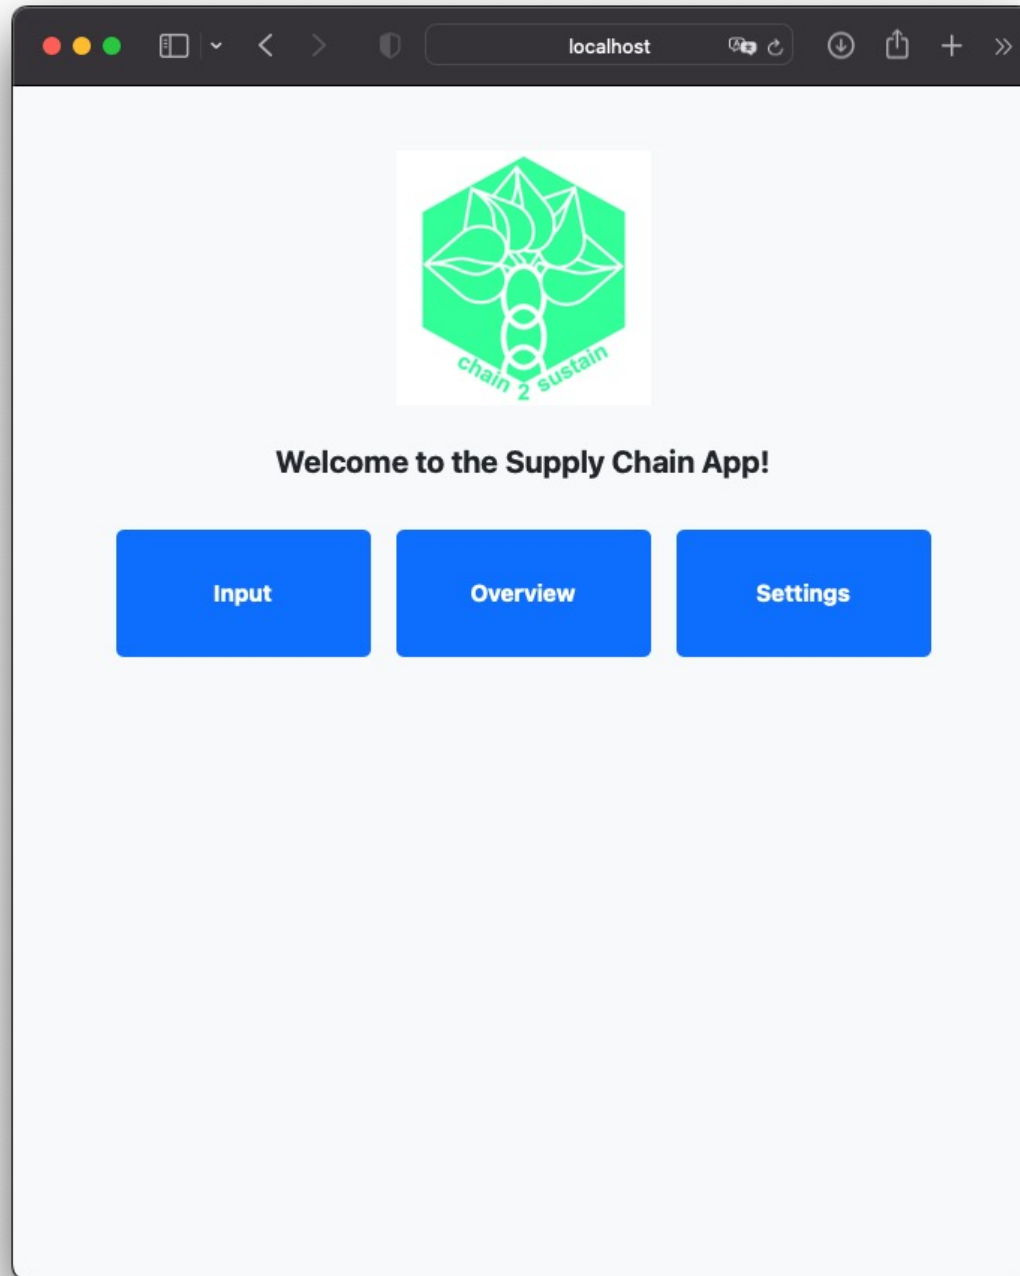 localhost
chain 2 sustain
Welcome to the Supply Chain App!
Input
Overview
Settings